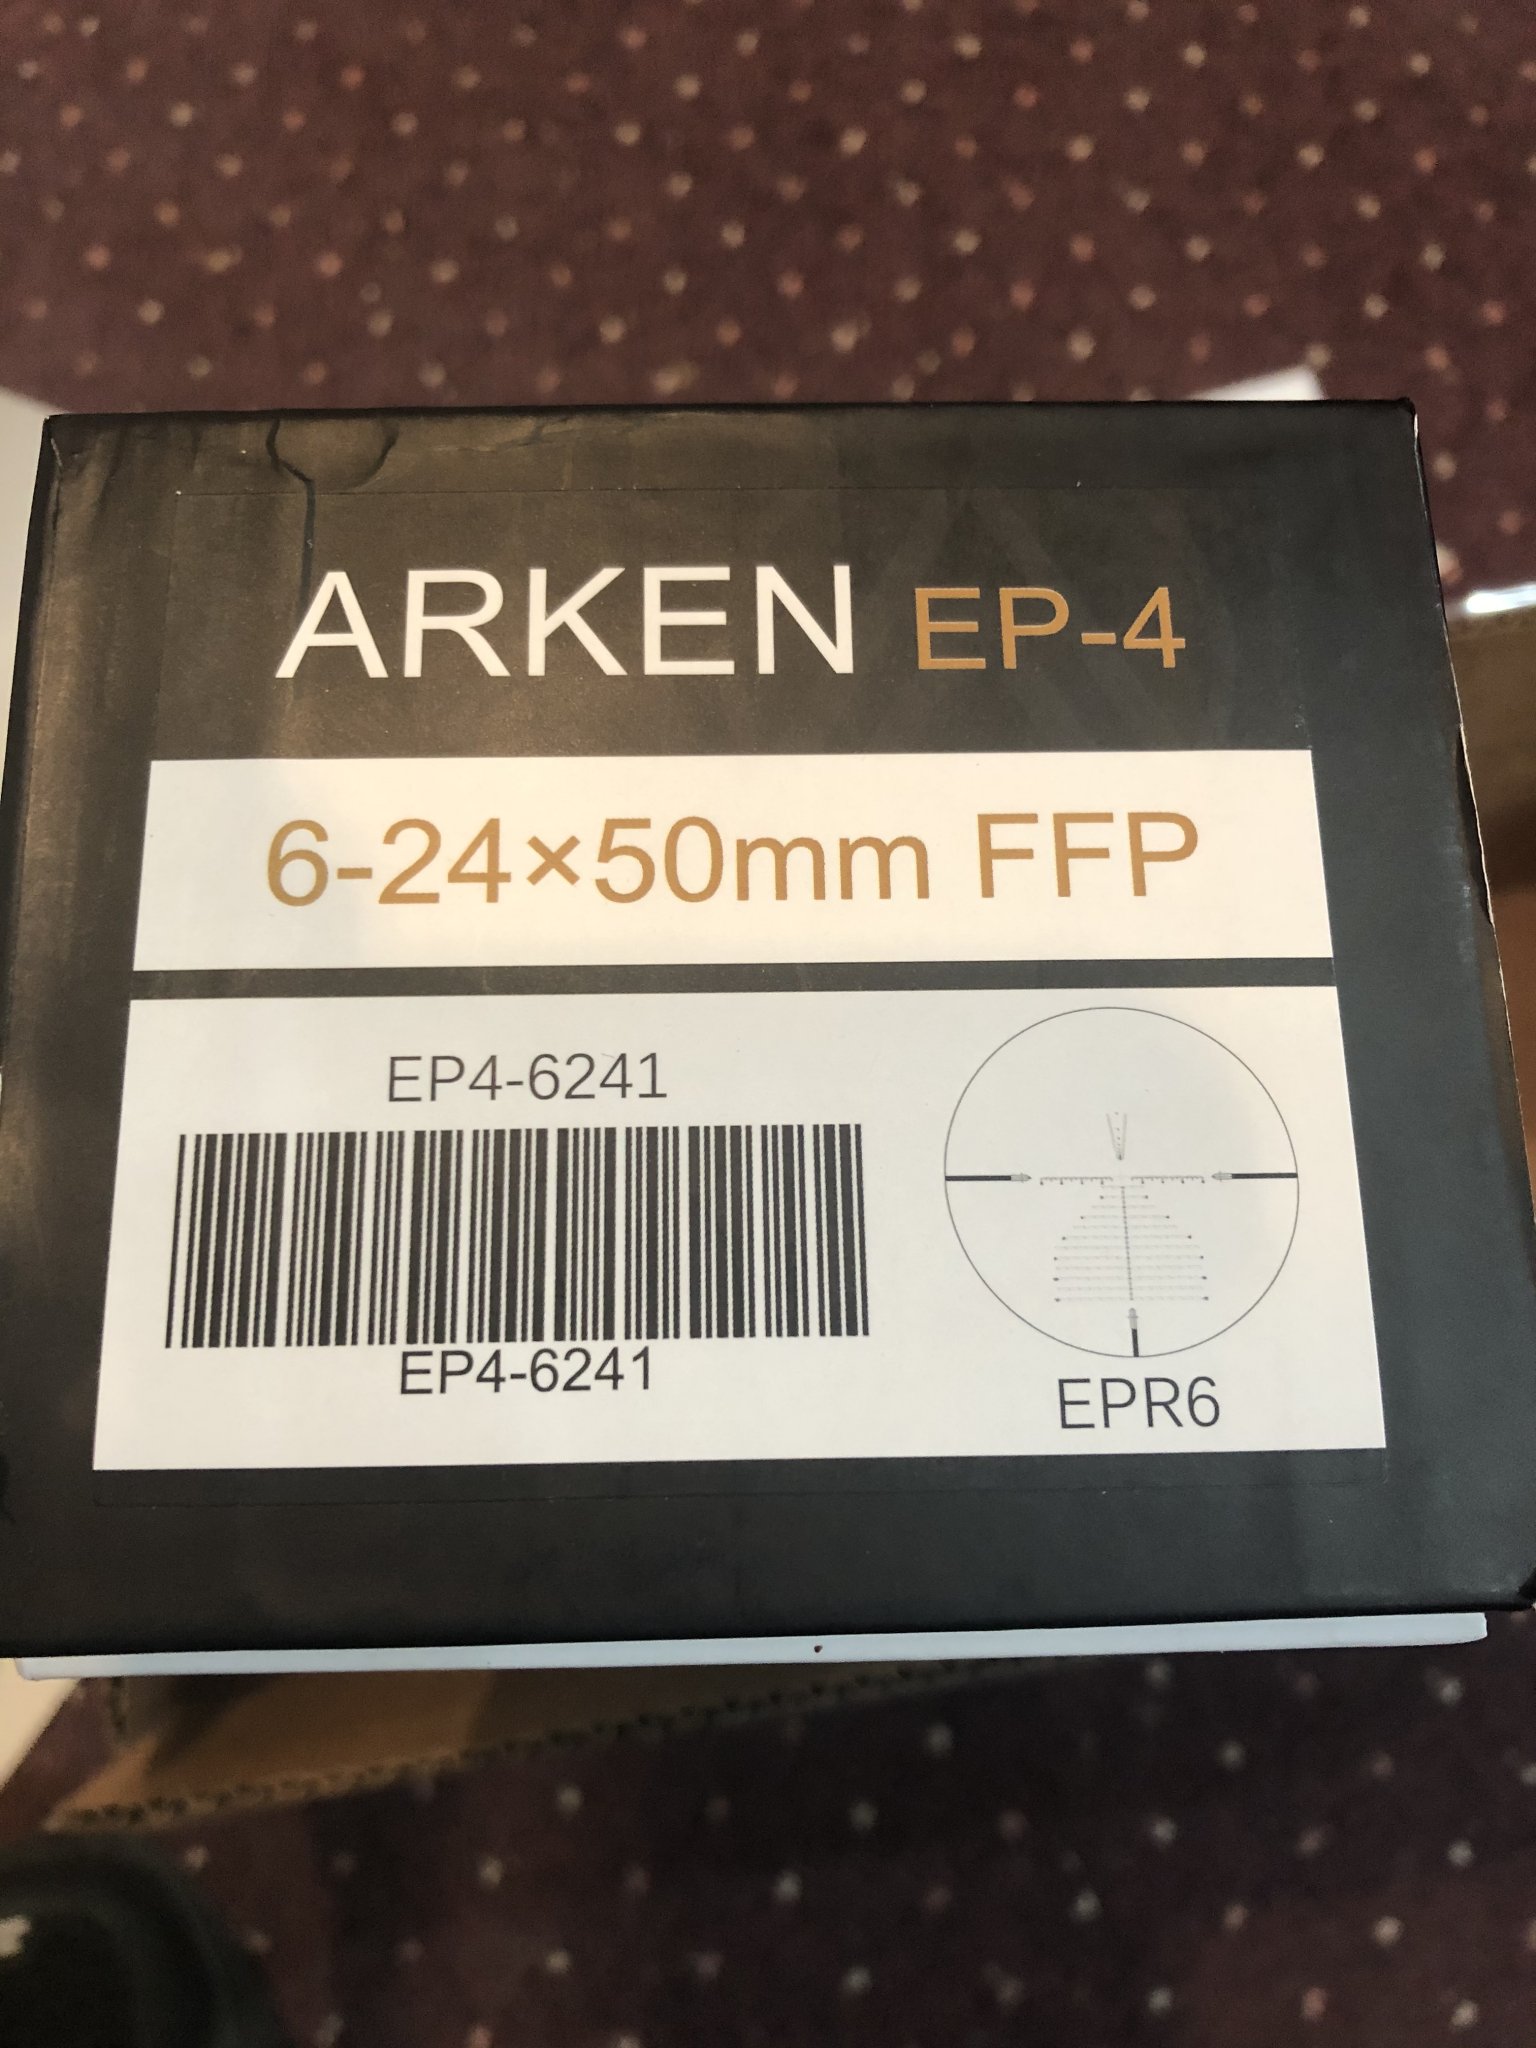 ARKEN EP-4
6-24×50mm FFP
EP4-6241
EP4-6241
EPR6